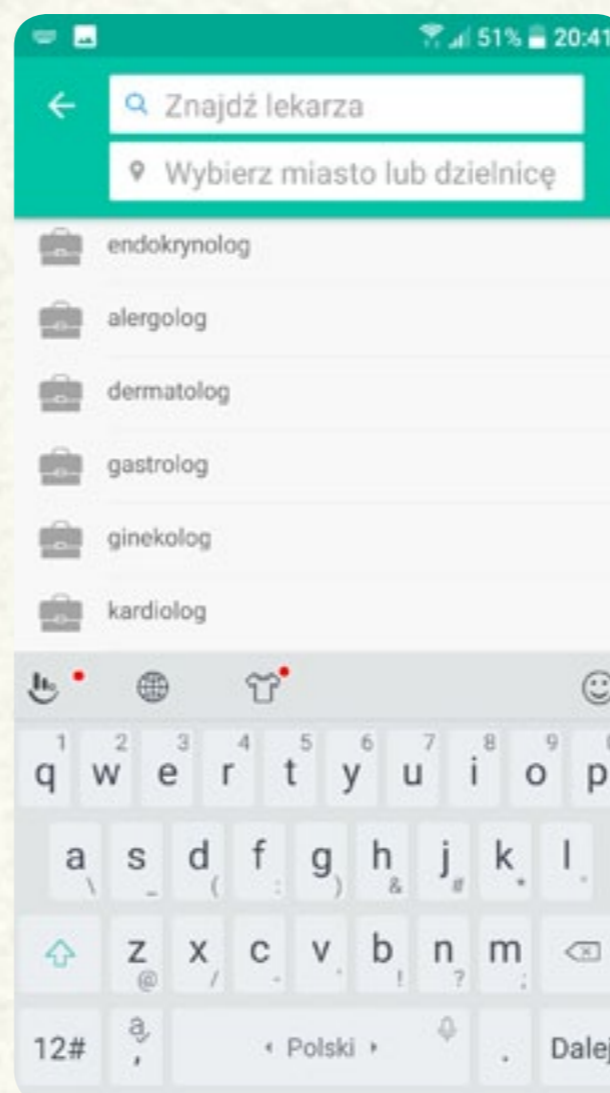 51% 20:41
Znajdź lekarza
Wybierz miasto lub dzielnicę
endokrynolog
alergolog
dermatolog
gastrolog
ginekolog
kardiolog
1 2 3 4 5 6 7 8 9
q w e r t y u i o p
a s d f g h j k l
\ _ ( : ) & # *
z x c v b n m
@ / - ' ! ? ;
12# , Polski . Dalej